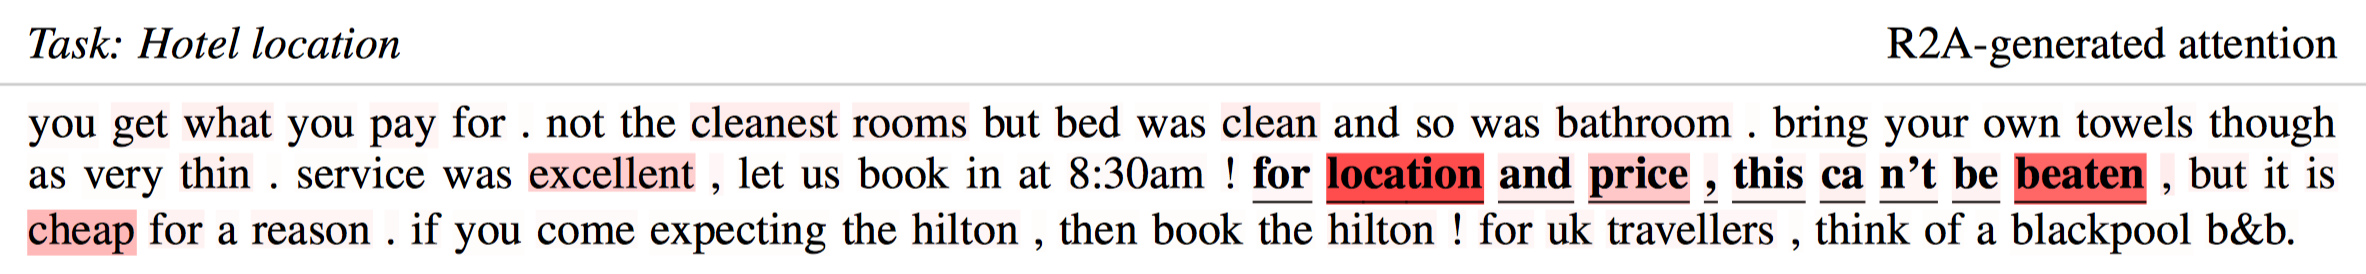 Task: Hotel location R2A-generated attention
you get what you pay for . not the cleanest rooms but bed was clean and so was bathroom . bring your own towels though
as very thin . service was excellent , let us book in at 8:30am ! for location and price , this ca n’t be beaten , but it is
cheap for a reason . if you come expecting the hilton , then book the hilton ! for uk travellers , think of a blackpool b&b.